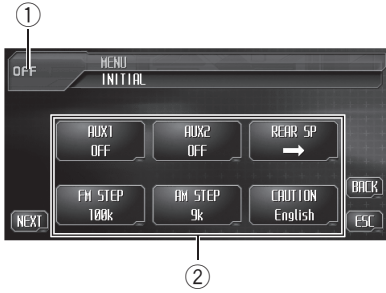 ①
OFF
MENU
INITIAL
AUX1
OFF
AUX2
OFF
REAR SP
FM STEP
100k
AM STEP
9k
CAUTION
English
BACK
NEXT
ESC
②